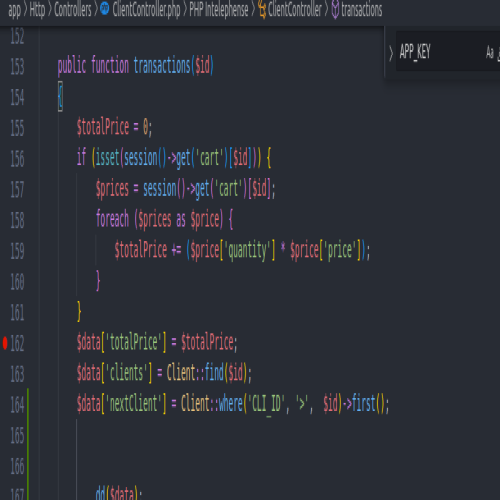 app > Http > Controllers > ClientController.php > PHP Intelephense > ClientController > transactions
APP_KEY Aa
152
153 public function transactions($id)
154 {
155 $totalPrice = 0;
156 if (isset(session()->get('cart')[$id])) {
157 $prices = session()->get('cart')[$id];
158 foreach ($prices as $price) {
159 $totalPrice += ($price['quantity'] * $price['price']);
160 }
161 }
162 $data['totalPrice'] = $totalPrice;
163 $data['clients'] = Client::find($id);
164 $data['nextClient'] = Client::where('CLI_ID', '>', $id)->first();
165
166
167 dd($data);